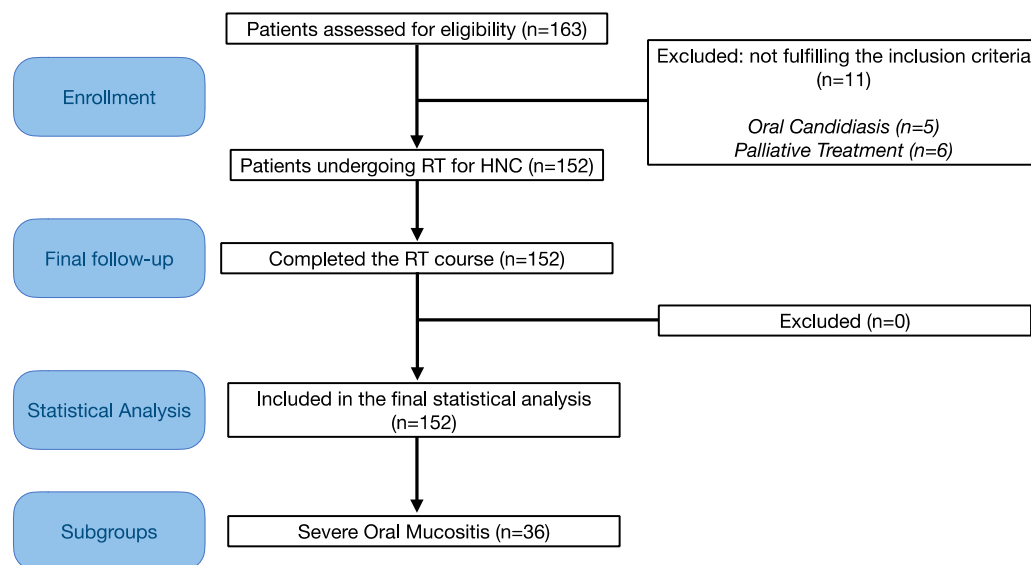 Patients assessed for eligibility (n=163)
Enrollment
Excluded: not fulfilling the inclusion criteria
(n=11)
Oral Candidiasis (n=5)
Palliative Treatment (n=6)
Patients undergoing RT for HNC (n=152)
Final follow-up
Completed the RT course (n=152)
Excluded (n=0)
Statistical Analysis
Included in the final statistical analysis
(n=152)
Subgroups
Severe Oral Mucositis (n=36)